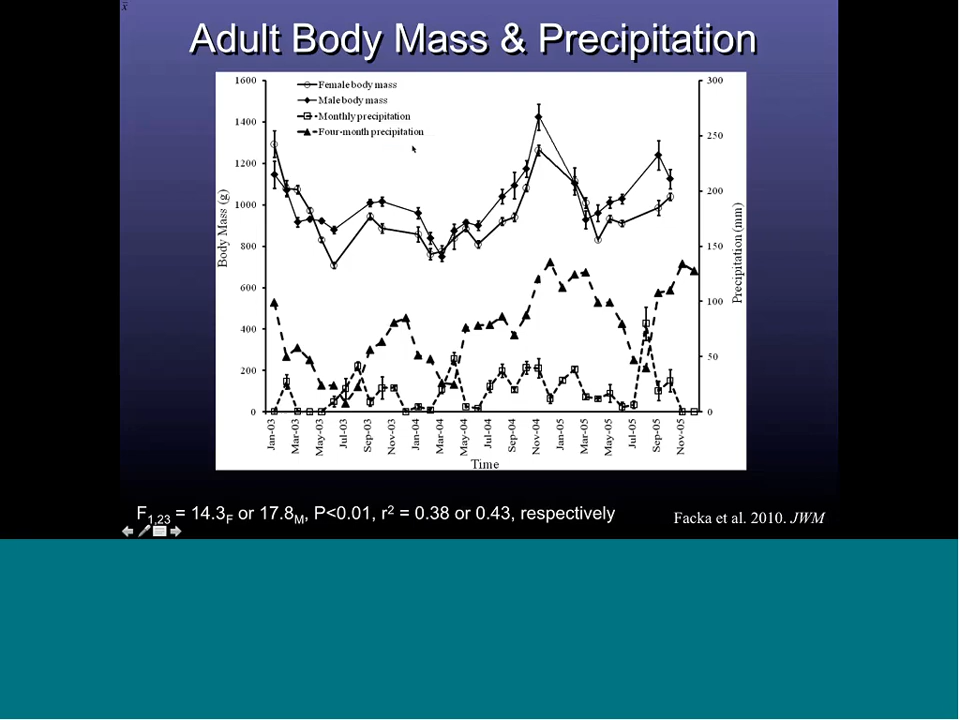 x̄
Adult Body Mass & Precipitation
1600
1400
1200
1000
800
600
400
200
0
Body Mass (g)
Female body mass
Male body mass
Monthly precipitation
Four-month precipitation
300
250
200
150
100
50
0
Precipitation (mm)
Jan-03
Mar-03
May-03
Jul-03
Sep-03
Nov-03
Jan-04
Mar-04
May-04
Jul-04
Sep-04
Nov-04
Jan-05
Mar-05
May-05
Jul-05
Sep-05
Nov-05
Time
F1,23 = 14.3F or 17.8M, P<0.01, r2 = 0.38 or 0.43, respectively
Facka et al. 2010. JWM